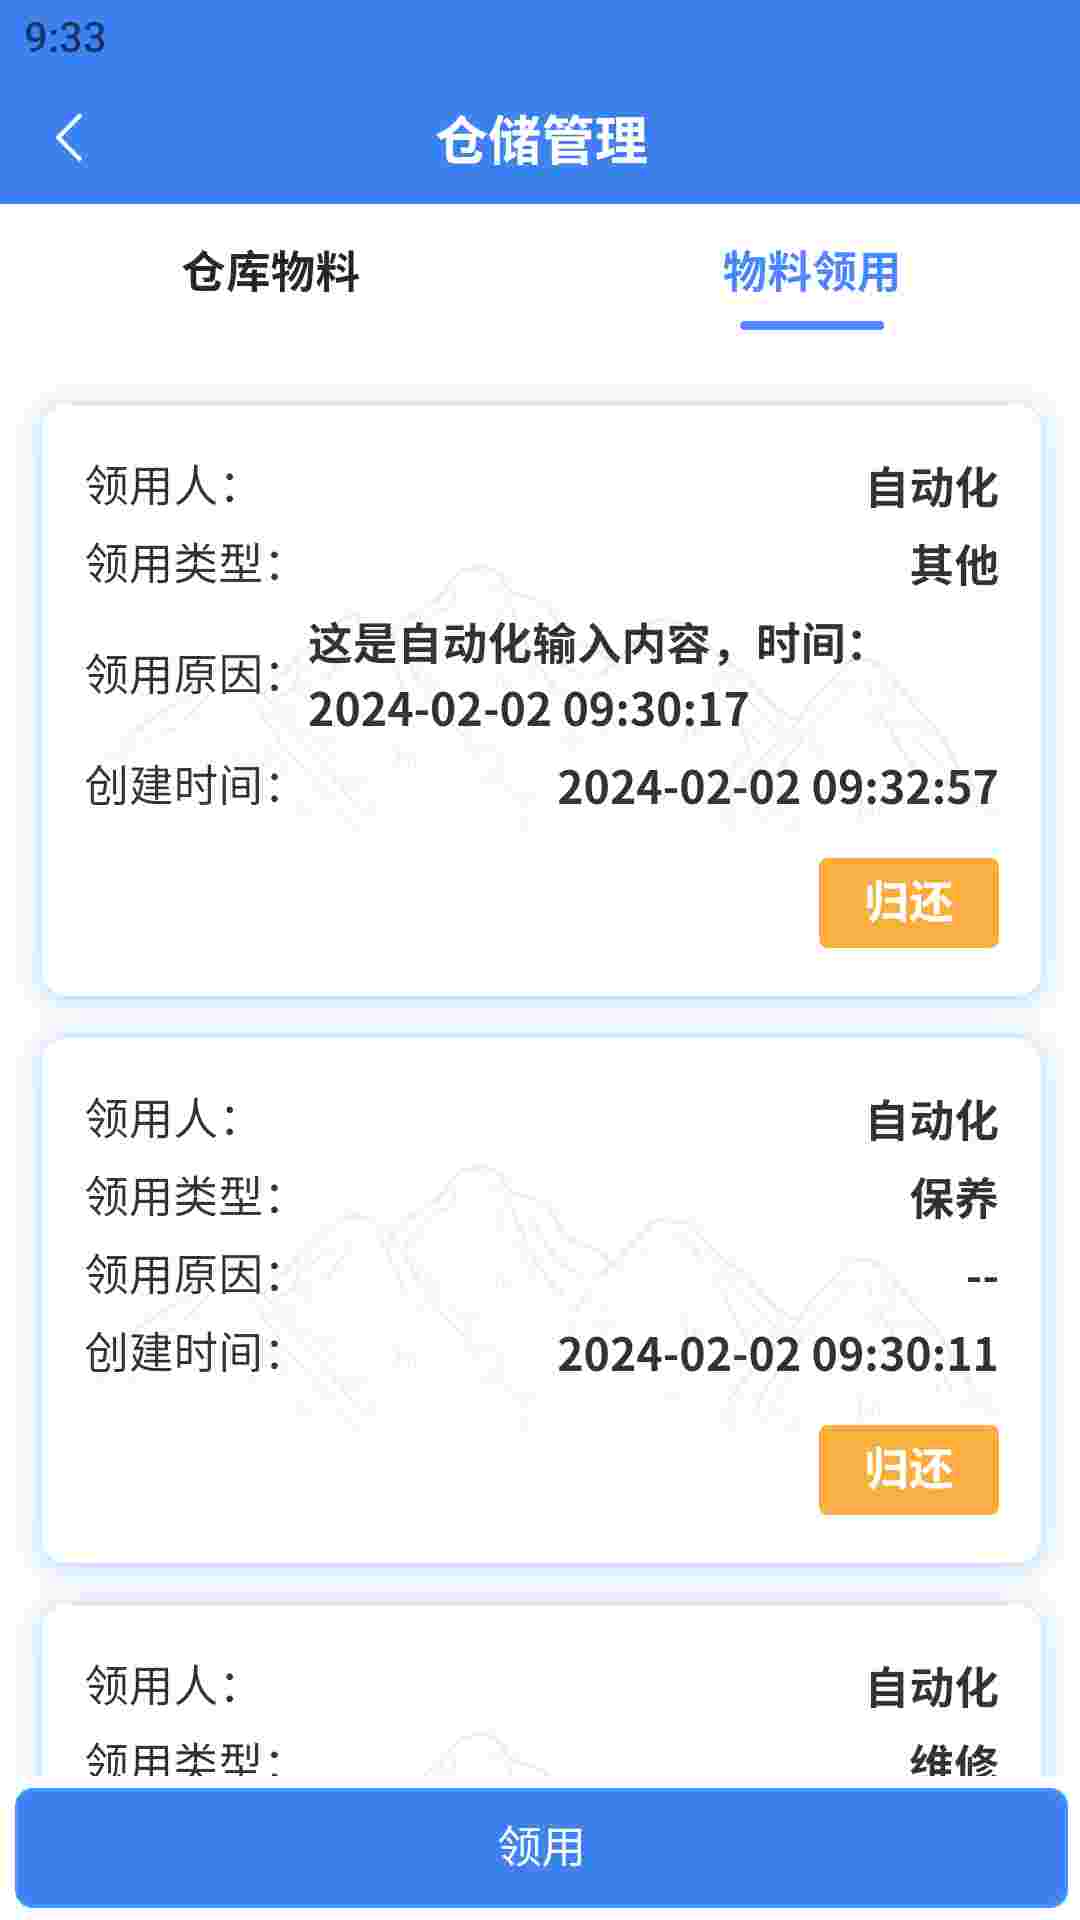 9:33
仓储管理
仓库物料 物料领用
领用人： 自动化
领用类型： 其他
领用原因： 这是自动化输入内容，时间：
2024-02-02 09:30:17
创建时间： 2024-02-02 09:32:57
归还
领用人： 自动化
领用类型： 保养
领用原因： --
创建时间： 2024-02-02 09:30:11
归还
领用人： 自动化
领用类型： 维修
领用